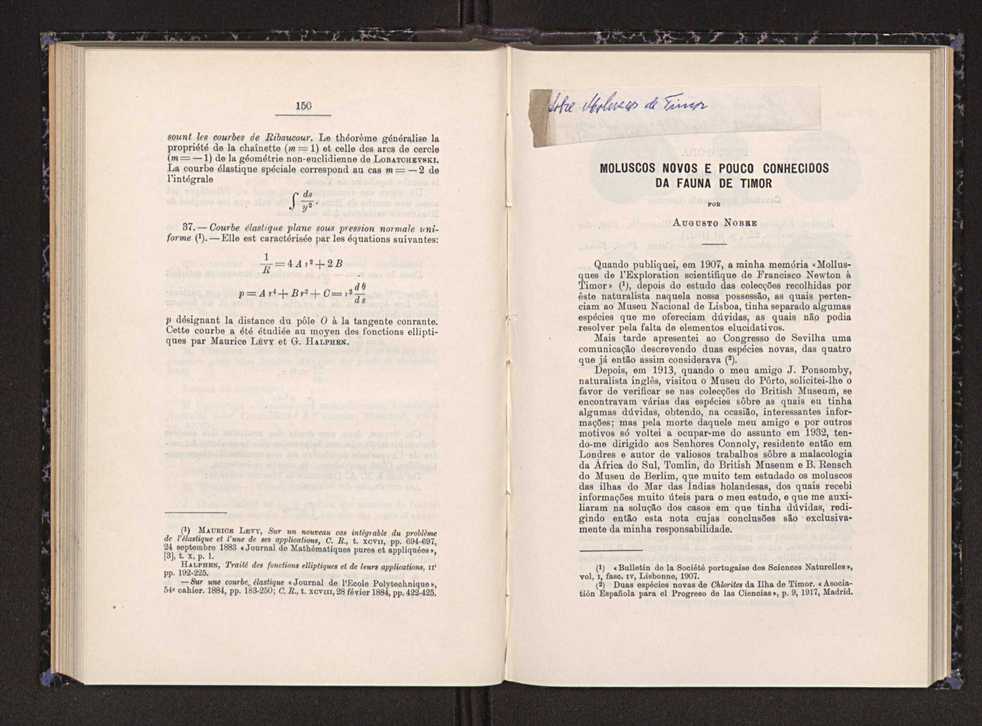 150
sount les courbes de Ribaucour. Le théorème généralise la
propriété de la chaînette (m = 1) et celle des arcs de cercle
(m = — 1) de la géométrie non-euclidienne de LOBATCHEVSKI.
La courbe élastique spéciale correspond au cas m = — 2 de
l'intégrale
∫ ds/y².
37. — Courbe élastique plane sous pression normale uni-
forme (¹). — Elle est caractérisée par les équations suivantes:
1/R = 4 A r² + 2 B
p = A r⁴ + B r² + C = r² dθ/ds
p désignant la distance du pôle O à la tangente conrante.
Cette courbe a été étudiée au moyen des fonctions ellipti-
ques par Maurice LÉVY et G. HALPHEN.
(¹) MAURICE LEVY, Sur un nouveau cas intégrable du problème
de l'élastique et l'une de ses applications, C. R., t. XCVII, pp. 694-697,
24 septembre 1883 «Journal de Mathématiques pures et appliquées»,
[3], t. X, p. 1.
HALPHEN, Traité des fonctions elliptiques et de leurs applications, II'
pp. 192-225.
— Sur une courbe élastique «Journal de l'Ecole Polytechnique»,
54e cahier. 1884, pp. 183-250; C. R., t. XCVIII, 28 février 1884, pp. 422-425.
Sobre Moluscos de Timor
MOLUSCOS NOVOS E POUCO CONHECIDOS
DA FAUNA DE TIMOR
POR
AUGUSTO NOBRE
Quando publiquei, em 1907, a minha memória «Mollus-
ques de l'Exploration scientifique de Francisco Newton à
Timor» (¹), depois do estudo das colecções recolhidas por
êste naturalista naquela nossa possessão, as quais perten-
ciam ao Museu Nacional de Lisboa, tinha separado algumas
espécies que me ofereciam dúvidas, as quais não podia
resolver pela falta de elementos elucidativos.
Mais tarde apresentei ao Congresso de Sevilha uma
comunicação descrevendo duas espécies novas, das quatro
que já então assim considerava (²).
Depois, em 1913, quando o meu amigo J. Ponsomby,
naturalista inglês, visitou o Museu do Pôrto, solicitei-lhe o
favor de verificar se nas colecções do British Museum, se
encontravam várias das espécies sôbre as quais eu tinha
algumas dúvidas, obtendo, na ocasião, interessantes infor-
mações; mas pela morte daquele meu amigo e por outros
motivos só voltei a ocupar-me do assunto em 1932, ten-
do-me dirigido aos Senhores Connoly, residente então em
Londres e autor de valiosos trabalhos sôbre a malacologia
da África do Sul, Tomlin, do British Museum e B. Rensch
do Museu de Berlim, que muito tem estudado os moluscos
das ilhas do Mar das Índias holandesas, dos quais recebi
informações muito úteis para o meu estudo, e que me auxi-
liaram na solução dos casos em que tinha dúvidas, redi-
gindo então esta nota cujas conclusões são exclusiva-
mente da minha responsabilidade.
(¹) «Bulletin de la Société portugaise des Sciences Naturelles»,
vol, I, fasc. IV, Lisbonne, 1907.
(²) Duas espécies novas de Chlorites da Ilha de Timor. «Asocia-
tión Española para el Progreso de las Ciencias», p. 9, 1917, Madrid.